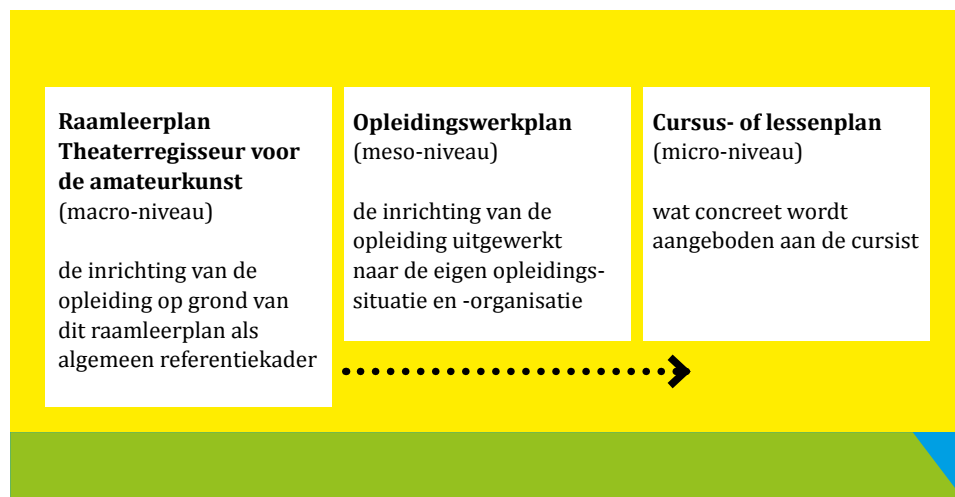 Raamleerplan
Theaterregisseur voor
de amateurkunst
(macro-niveau)
de inrichting van de
opleiding op grond van
dit raamleerplan als
algemeen referentiekader
Opleidingswerkplan
(meso-niveau)
de inrichting van de
opleiding uitgewerkt
naar de eigen opleidings-
situatie en -organisatie
Cursus- of lessenplan
(micro-niveau)
wat concreet wordt
aangeboden aan de cursist